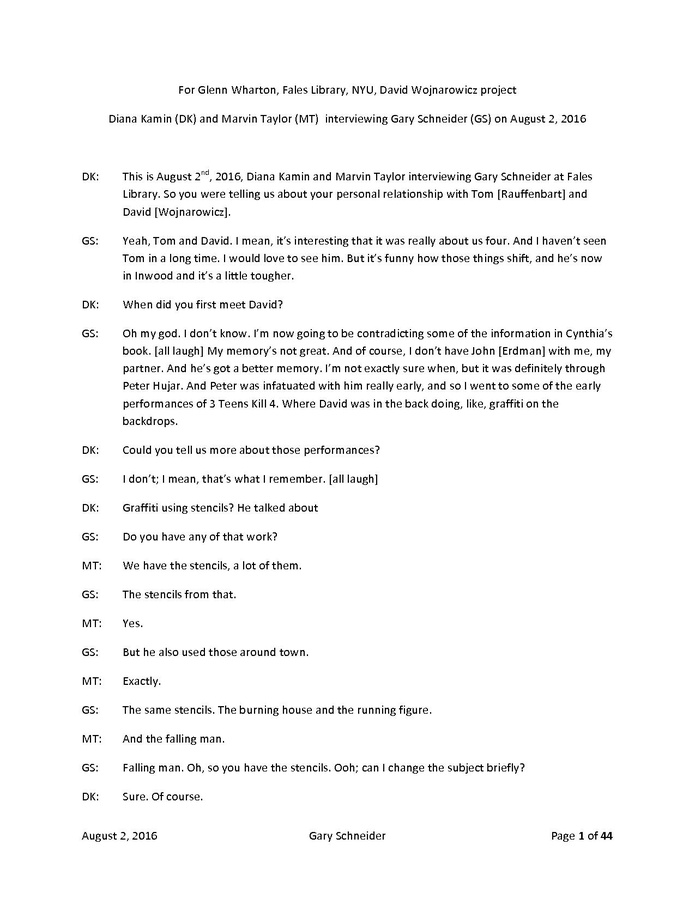 For Glenn Wharton, Fales Library, NYU, David Wojnarowicz project
Diana Kamin (DK) and Marvin Taylor (MT)  interviewing Gary Schneider (GS) on August 2, 2016
DK: This is August 2nd, 2016, Diana Kamin and Marvin Taylor interviewing Gary Schneider at Fales
Library. So you were telling us about your personal relationship with Tom [Rauffenbart] and
David [Wojnarowicz].
GS: Yeah, Tom and David. I mean, it's interesting that it was really about us four. And I haven't seen
Tom in a long time. I would love to see him. But it's funny how those things shift, and he's now
in Inwood and it's a little tougher.
DK: When did you first meet David?
GS: Oh my god. I don't know. I'm now going to be contradicting some of the information in Cynthia's
book. [all laugh] My memory's not great. And of course, I don't have John [Erdman] with me, my
partner. And he's got a better memory. I'm not exactly sure when, but it was definitely through
Peter Hujar. And Peter was infatuated with him really early, and so I went to some of the early
performances of 3 Teens Kill 4. Where David was in the back doing, like, graffiti on the
backdrops.
DK: Could you tell us more about those performances?
GS: I don't; I mean, that's what I remember. [all laugh]
DK: Graffiti using stencils? He talked about
GS: Do you have any of that work?
MT: We have the stencils, a lot of them.
GS: The stencils from that.
MT: Yes.
GS: But he also used those around town.
MT: Exactly.
GS: The same stencils. The burning house and the running figure.
MT: And the falling man.
GS: Falling man. Oh, so you have the stencils. Ooh; can I change the subject briefly?
DK: Sure. Of course.
August 2, 2016 Gary Schneider Page 1 of 44